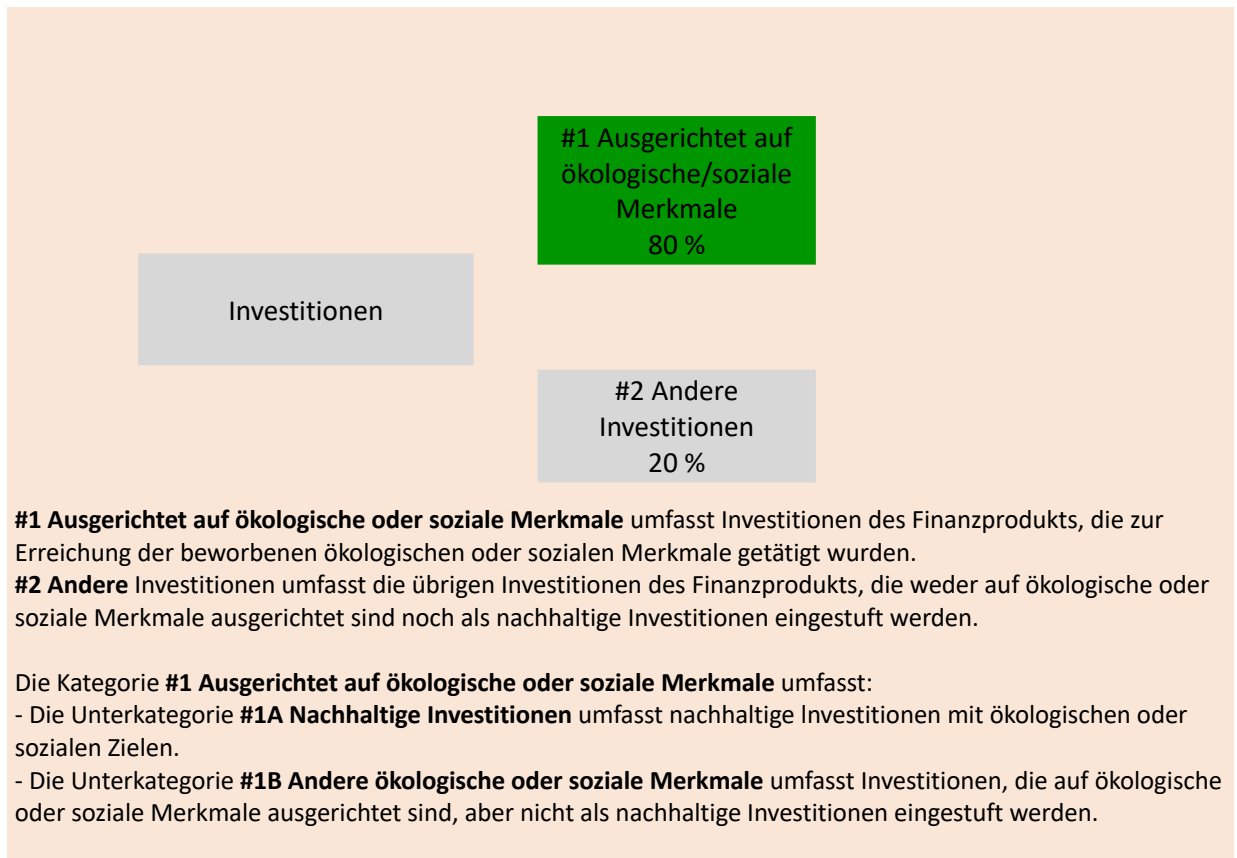 #1 Ausgerichtet auf
ökologische/soziale
Merkmale
80 %
Investitionen
#2 Andere
Investitionen
20 %
#1 Ausgerichtet auf ökologische oder soziale Merkmale umfasst Investitionen des Finanzprodukts, die zur
Erreichung der beworbenen ökologischen oder sozialen Merkmale getätigt wurden.
#2 Andere Investitionen umfasst die übrigen Investitionen des Finanzprodukts, die weder auf ökologische oder
soziale Merkmale ausgerichtet sind noch als nachhaltige Investitionen eingestuft werden.
Die Kategorie #1 Ausgerichtet auf ökologische oder soziale Merkmale umfasst:
- Die Unterkategorie #1A Nachhaltige Investitionen umfasst nachhaltige Investitionen mit ökologischen oder
sozialen Zielen.
- Die Unterkategorie #1B Andere ökologische oder soziale Merkmale umfasst Investitionen, die auf ökologische
oder soziale Merkmale ausgerichtet sind, aber nicht als nachhaltige Investitionen eingestuft werden.